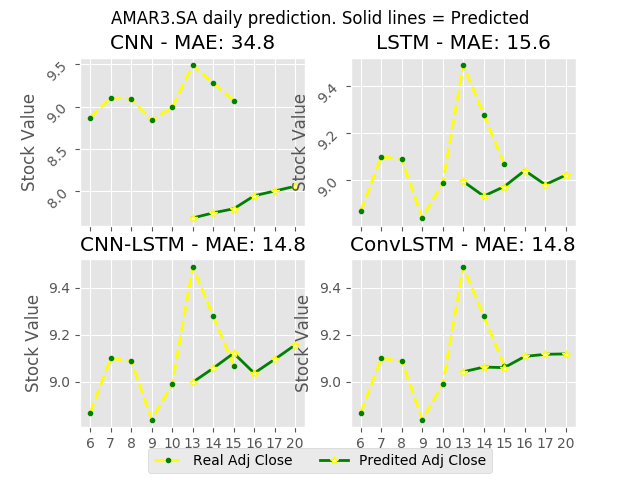 AMAR3.SA daily prediction. Solid lines = Predicted
CNN - MAE: 34.8
LSTM - MAE: 15.6
Stock Value
9.5
9.0
8.5
8.0
Stock Value
9.4
9.2
9.0
CNN-LSTM - MAE: 14.8
ConvLSTM - MAE: 14.8
Stock Value
9.4
9.2
9.0
6 7 8 9 10 13 14 15 16 17 20
Stock Value
9.4
9.2
9.0
6 7 8 9 10 13 14 15 16 17 20
Real Adj Close
Predited Adj Close